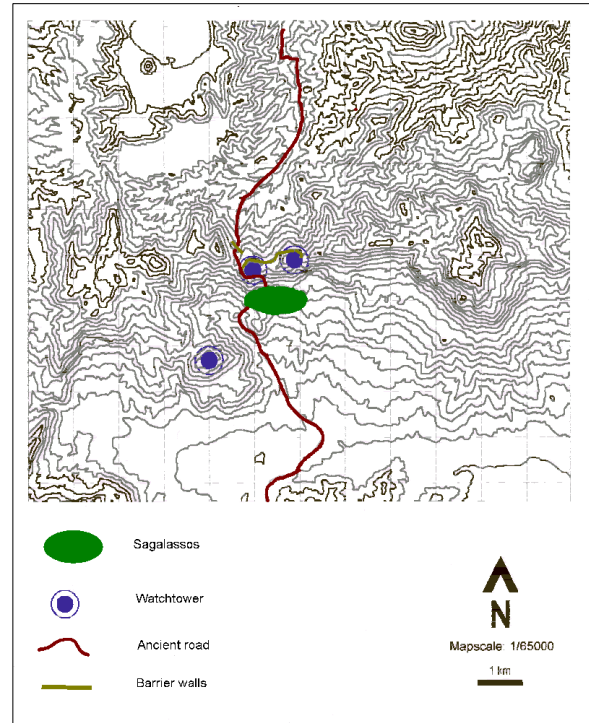 Sagalassos
Watchtower
Ancient road
Barrier walls
N
Mapscale: 1/65000
1 km